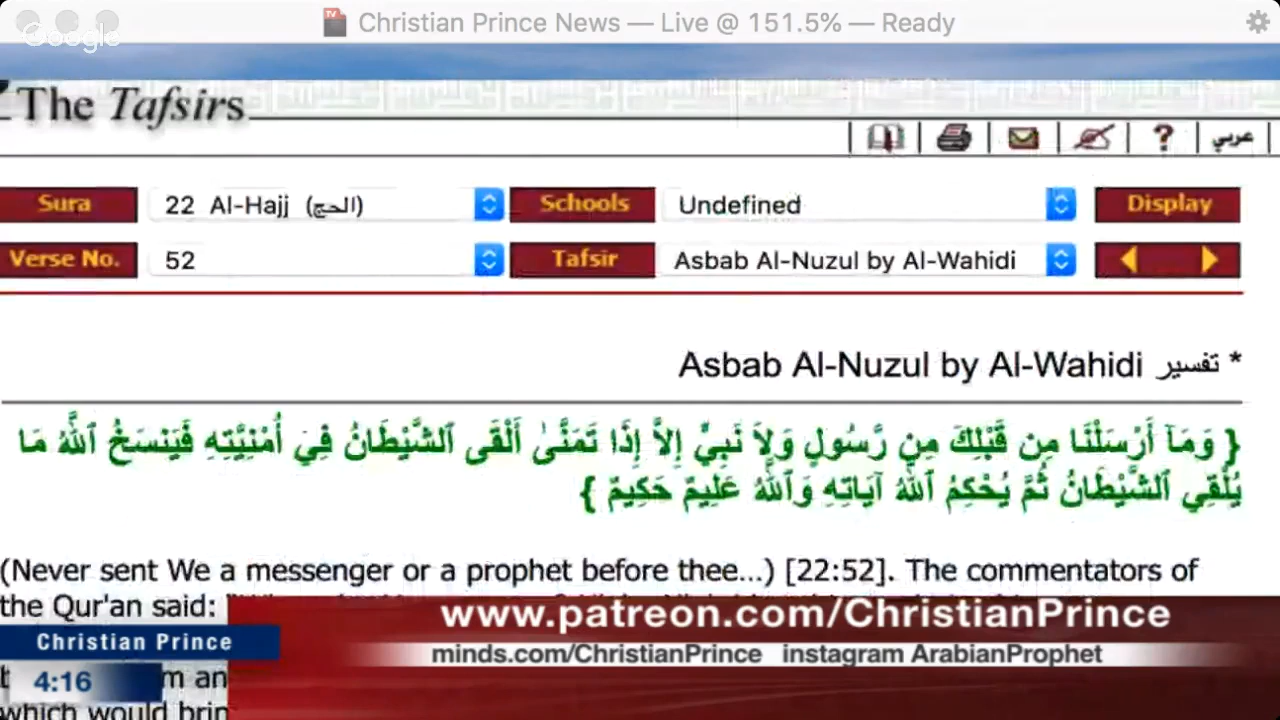 Christian Prince News — Live @ 151.5% — Ready
Google
The Tafsirs
عربي
Sura
22 Al-Hajj (الحج)
Schools
Undefined
Display
Verse No.
52
Tafsir
Asbab Al-Nuzul by Al-Wahidi
* تفسير Asbab Al-Nuzul by Al-Wahidi
{ وَمَآ أَرْسَلْنَا مِن قَبْلِكَ مِن رَّسُولٍ وَلاَ نَبِيٍّ إِلاَّ إِذَا تَمَنَّىٰ أَلْقَى ٱلشَّيْطَانُ فِيۤ أُمْنِيَّتِهِ فَيَنسَخُ ٱللَّهُ مَا
يُلْقِي ٱلشَّيْطَانُ ثُمَّ يُحْكِمُ ٱللَّهُ آيَاتِهِ وَٱللَّهُ عَلِيمٌ حَكِيمٌ }
(Never sent We a messenger or a prophet before thee...) [22:52]. The commentators of
the Qur'an said:
www.patreon.com/ChristianPrince
Christian Prince
minds.com/ChristianPrince instagram ArabianProphet
4:16
m an
which would brin